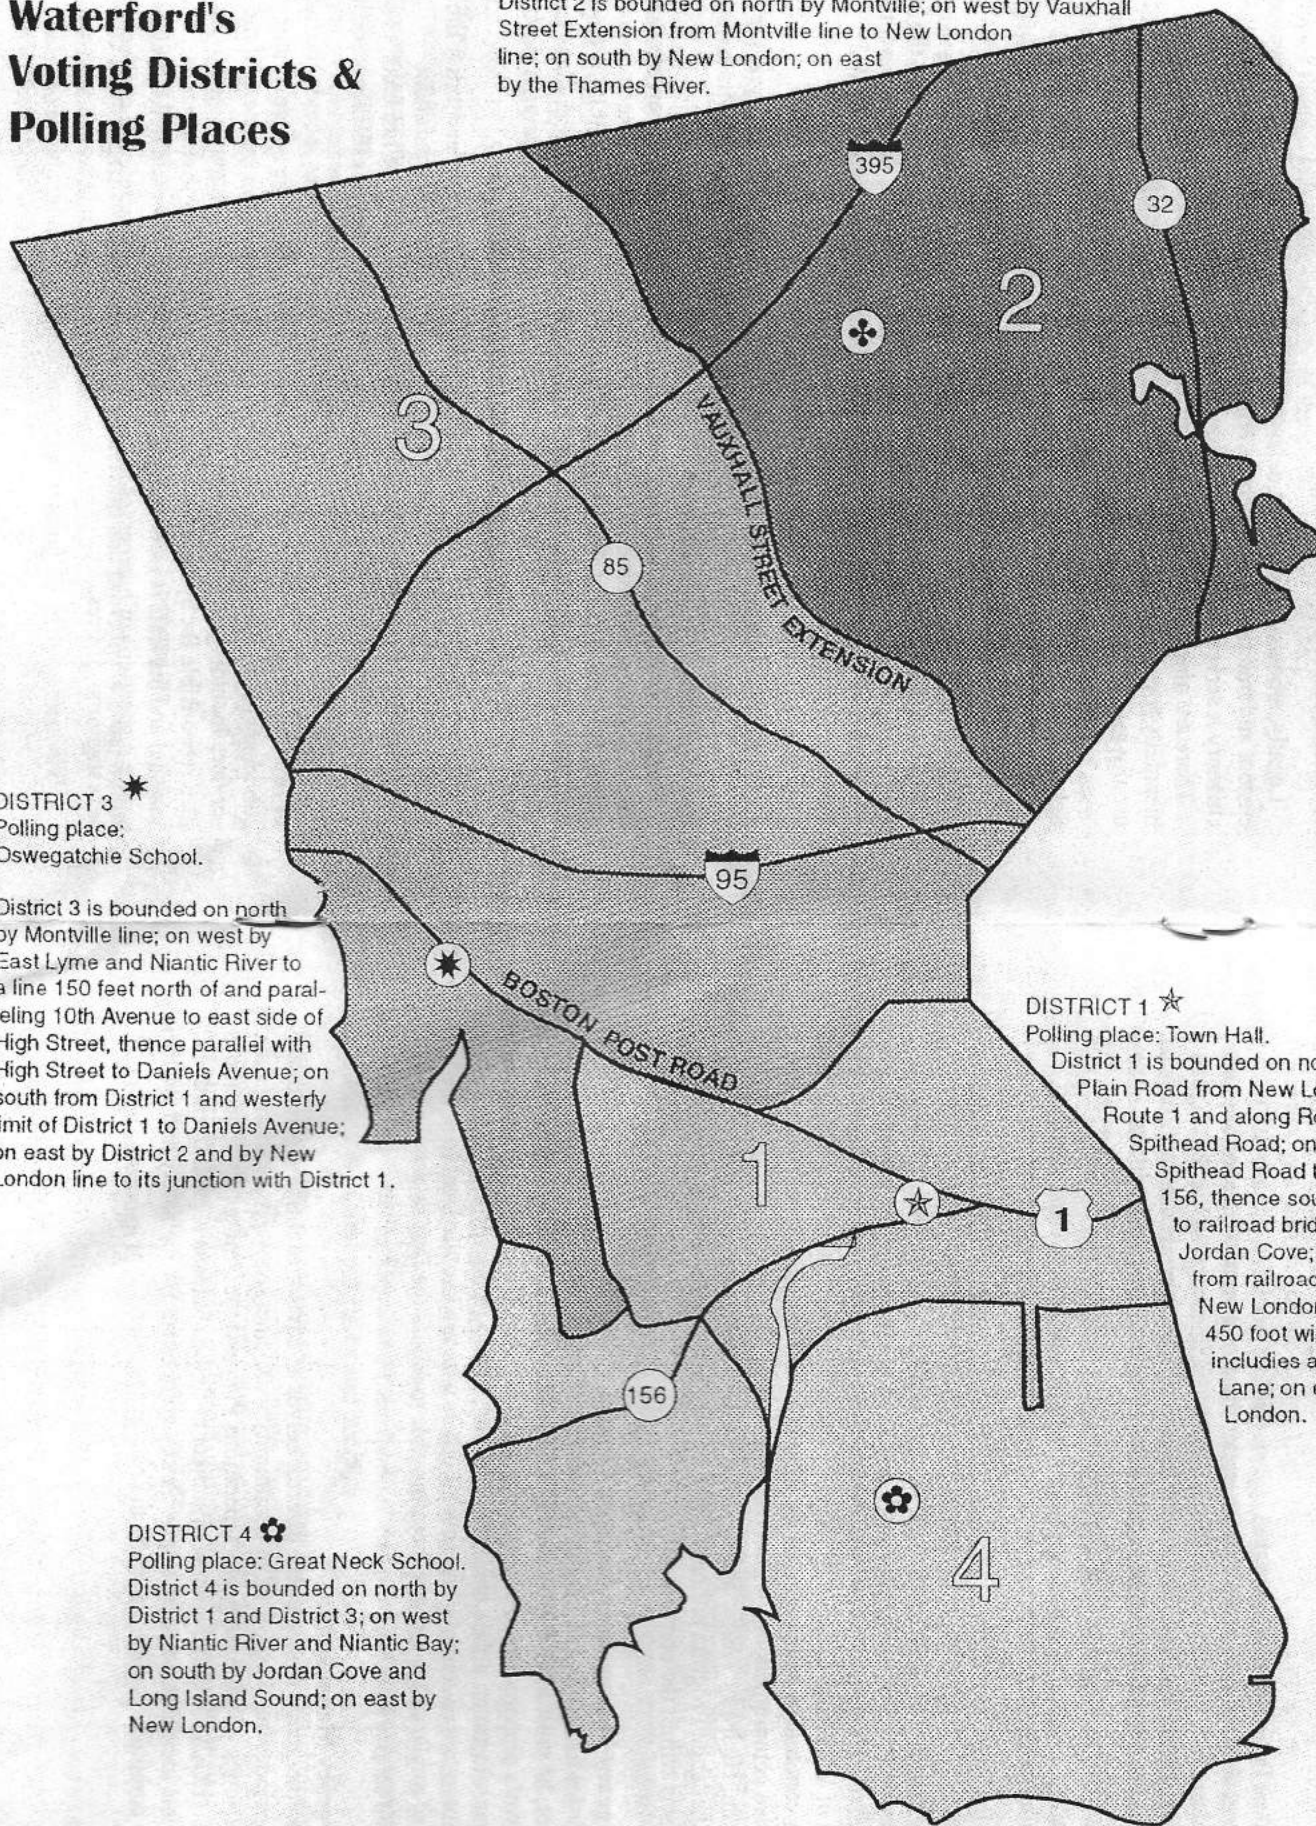 Waterford's
Voting Districts &
Polling Places
District 2 is bounded on north by Montville; on west by Vauxhall
Street Extension from Montville line to New London
line; on south by New London; on east
by the Thames River.
395
32
2
3
VAUXHALL STREET EXTENSION
85
DISTRICT 3
Polling place:
Oswegatchie School.
95
District 3 is bounded on north
by Montville line; on west by
East Lyme and Niantic River to
a line 150 feet north of and paral-
leling 10th Avenue to east side of
High Street, thence parallel with
High Street to Daniels Avenue; on
south from District 1 and westerly
limit of District 1 to Daniels Avenue;
on east by District 2 and by New
London line to its junction with District 1.
BOSTON POST ROAD
DISTRICT 1
Polling place: Town Hall.
District 1 is bounded on
Plain Road from New
Route 1 and along
Spithead Road; on
Spithead Road
156, thence
to railroad
Jordan Cove;
from
New
450 foot
includies
Lane; on
London.
1
1
156
4
DISTRICT 4
Polling place: Great Neck School.
District 4 is bounded on north by
District 1 and District 3; on west
by Niantic River and Niantic Bay;
on south by Jordan Cove and
Long Island Sound; on east by
New London.